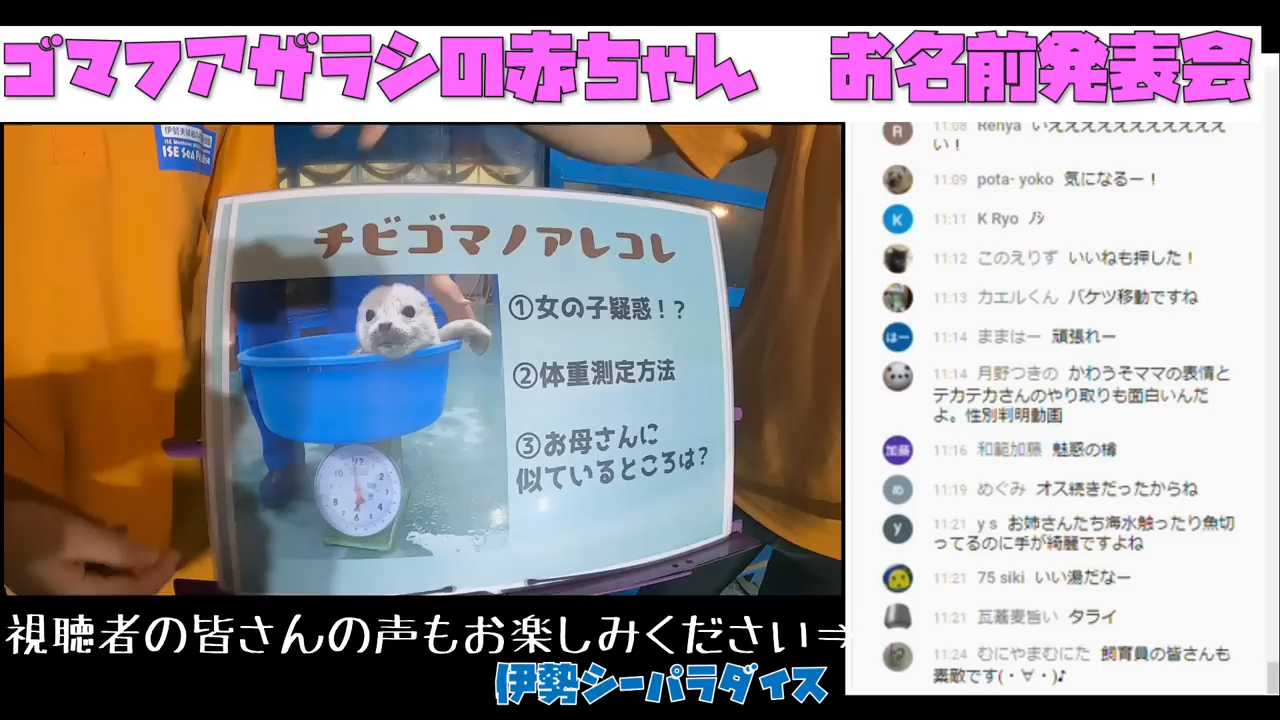 ゴマフアザラシの赤ちゃん お名前発表会
ISE Sea Pa
チビゴマノアレコレ
①女の子疑惑！？
②体重測定方法
③お母さんに
似ているところは？
視聴者の皆さんの声もお楽しみください⇒
伊勢シーパラダイス
R 11:08 Renya いえええええええええええ
い！
11:09 pota- yoko 気になるー！
K 11:11 K Ryo ﾉｼ
11:12 このえりず いいねも押した！
11:13 カエルくん バケツ移動ですね
はー 11:14 ままはー 頑張れー
11:14 月野つきの かわうそママの表情と
テカテカさんのやり取りも面白いんだ
よ。性別判明動画
加藤 11:16 和範加藤 魅惑の樽
め 11:19 めぐみ オス続きだったからね
y 11:21 y s お姉さんたち海水触ったり魚切
ってるのに手が綺麗ですよね
11:21 75 siki いい湯だなー
11:21 瓦蕎麦旨い タライ
11:24 むにやまむにた 飼育員の皆さんも
素敵です(・∀・)♪